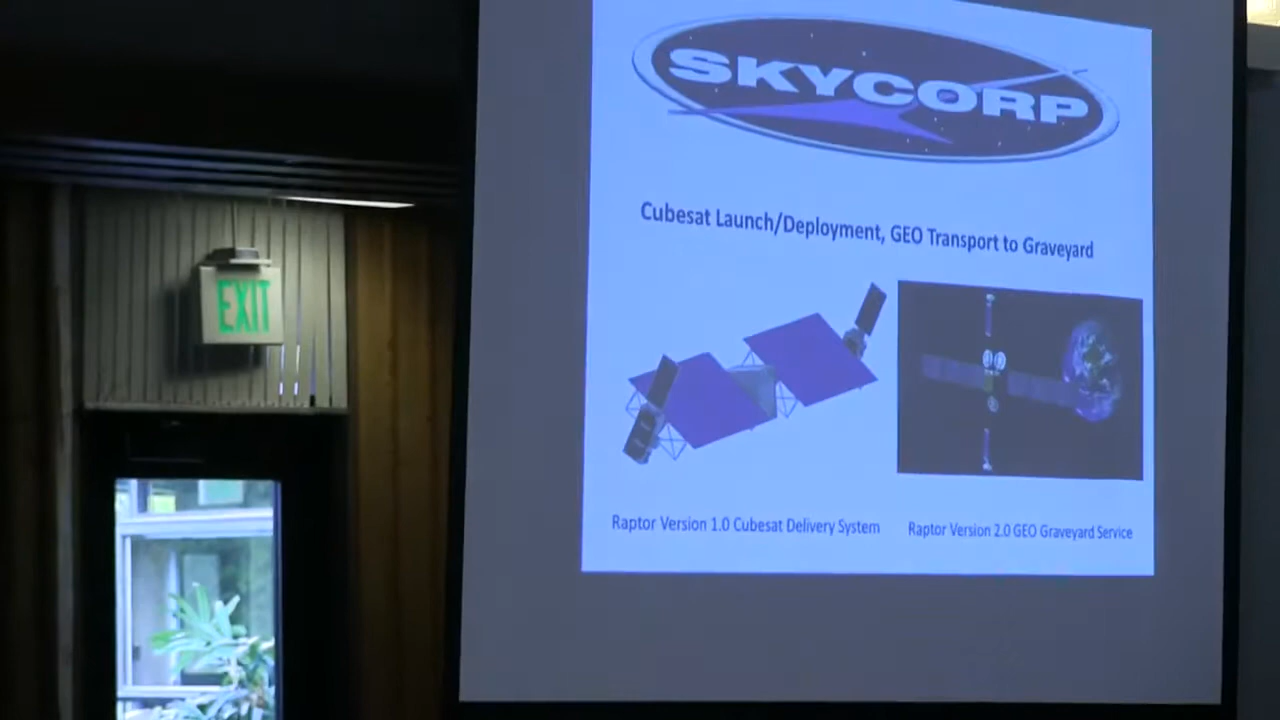 SKYCORP
Cubesat Launch/Deployment, GEO Transport to Graveyard
EXIT
Raptor Version 1.0 Cubesat Delivery System
Raptor Version 2.0 GEO Graveyard Service